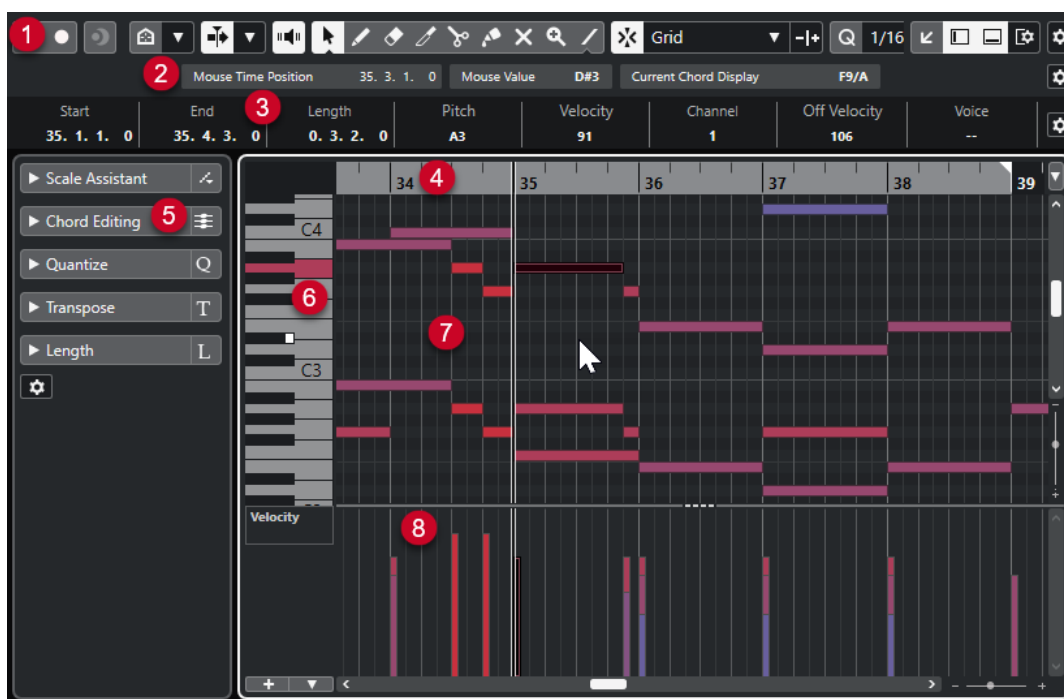 1 Grid Q 1/16
2 Mouse Time Position 35. 3. 1. 0 Mouse Value D#3 Current Chord Display F9/A
Start End 3 Length Pitch Velocity Channel Off Velocity Voice
35. 1. 1. 0 35. 4. 3. 0 0. 3. 2. 0 A3 91 1 106 --
Scale Assistant
Chord Editing 5
Quantize Q
Transpose T
Length L
34 4 35 36 37 38 39
C4
6
7
C3
Velocity
8